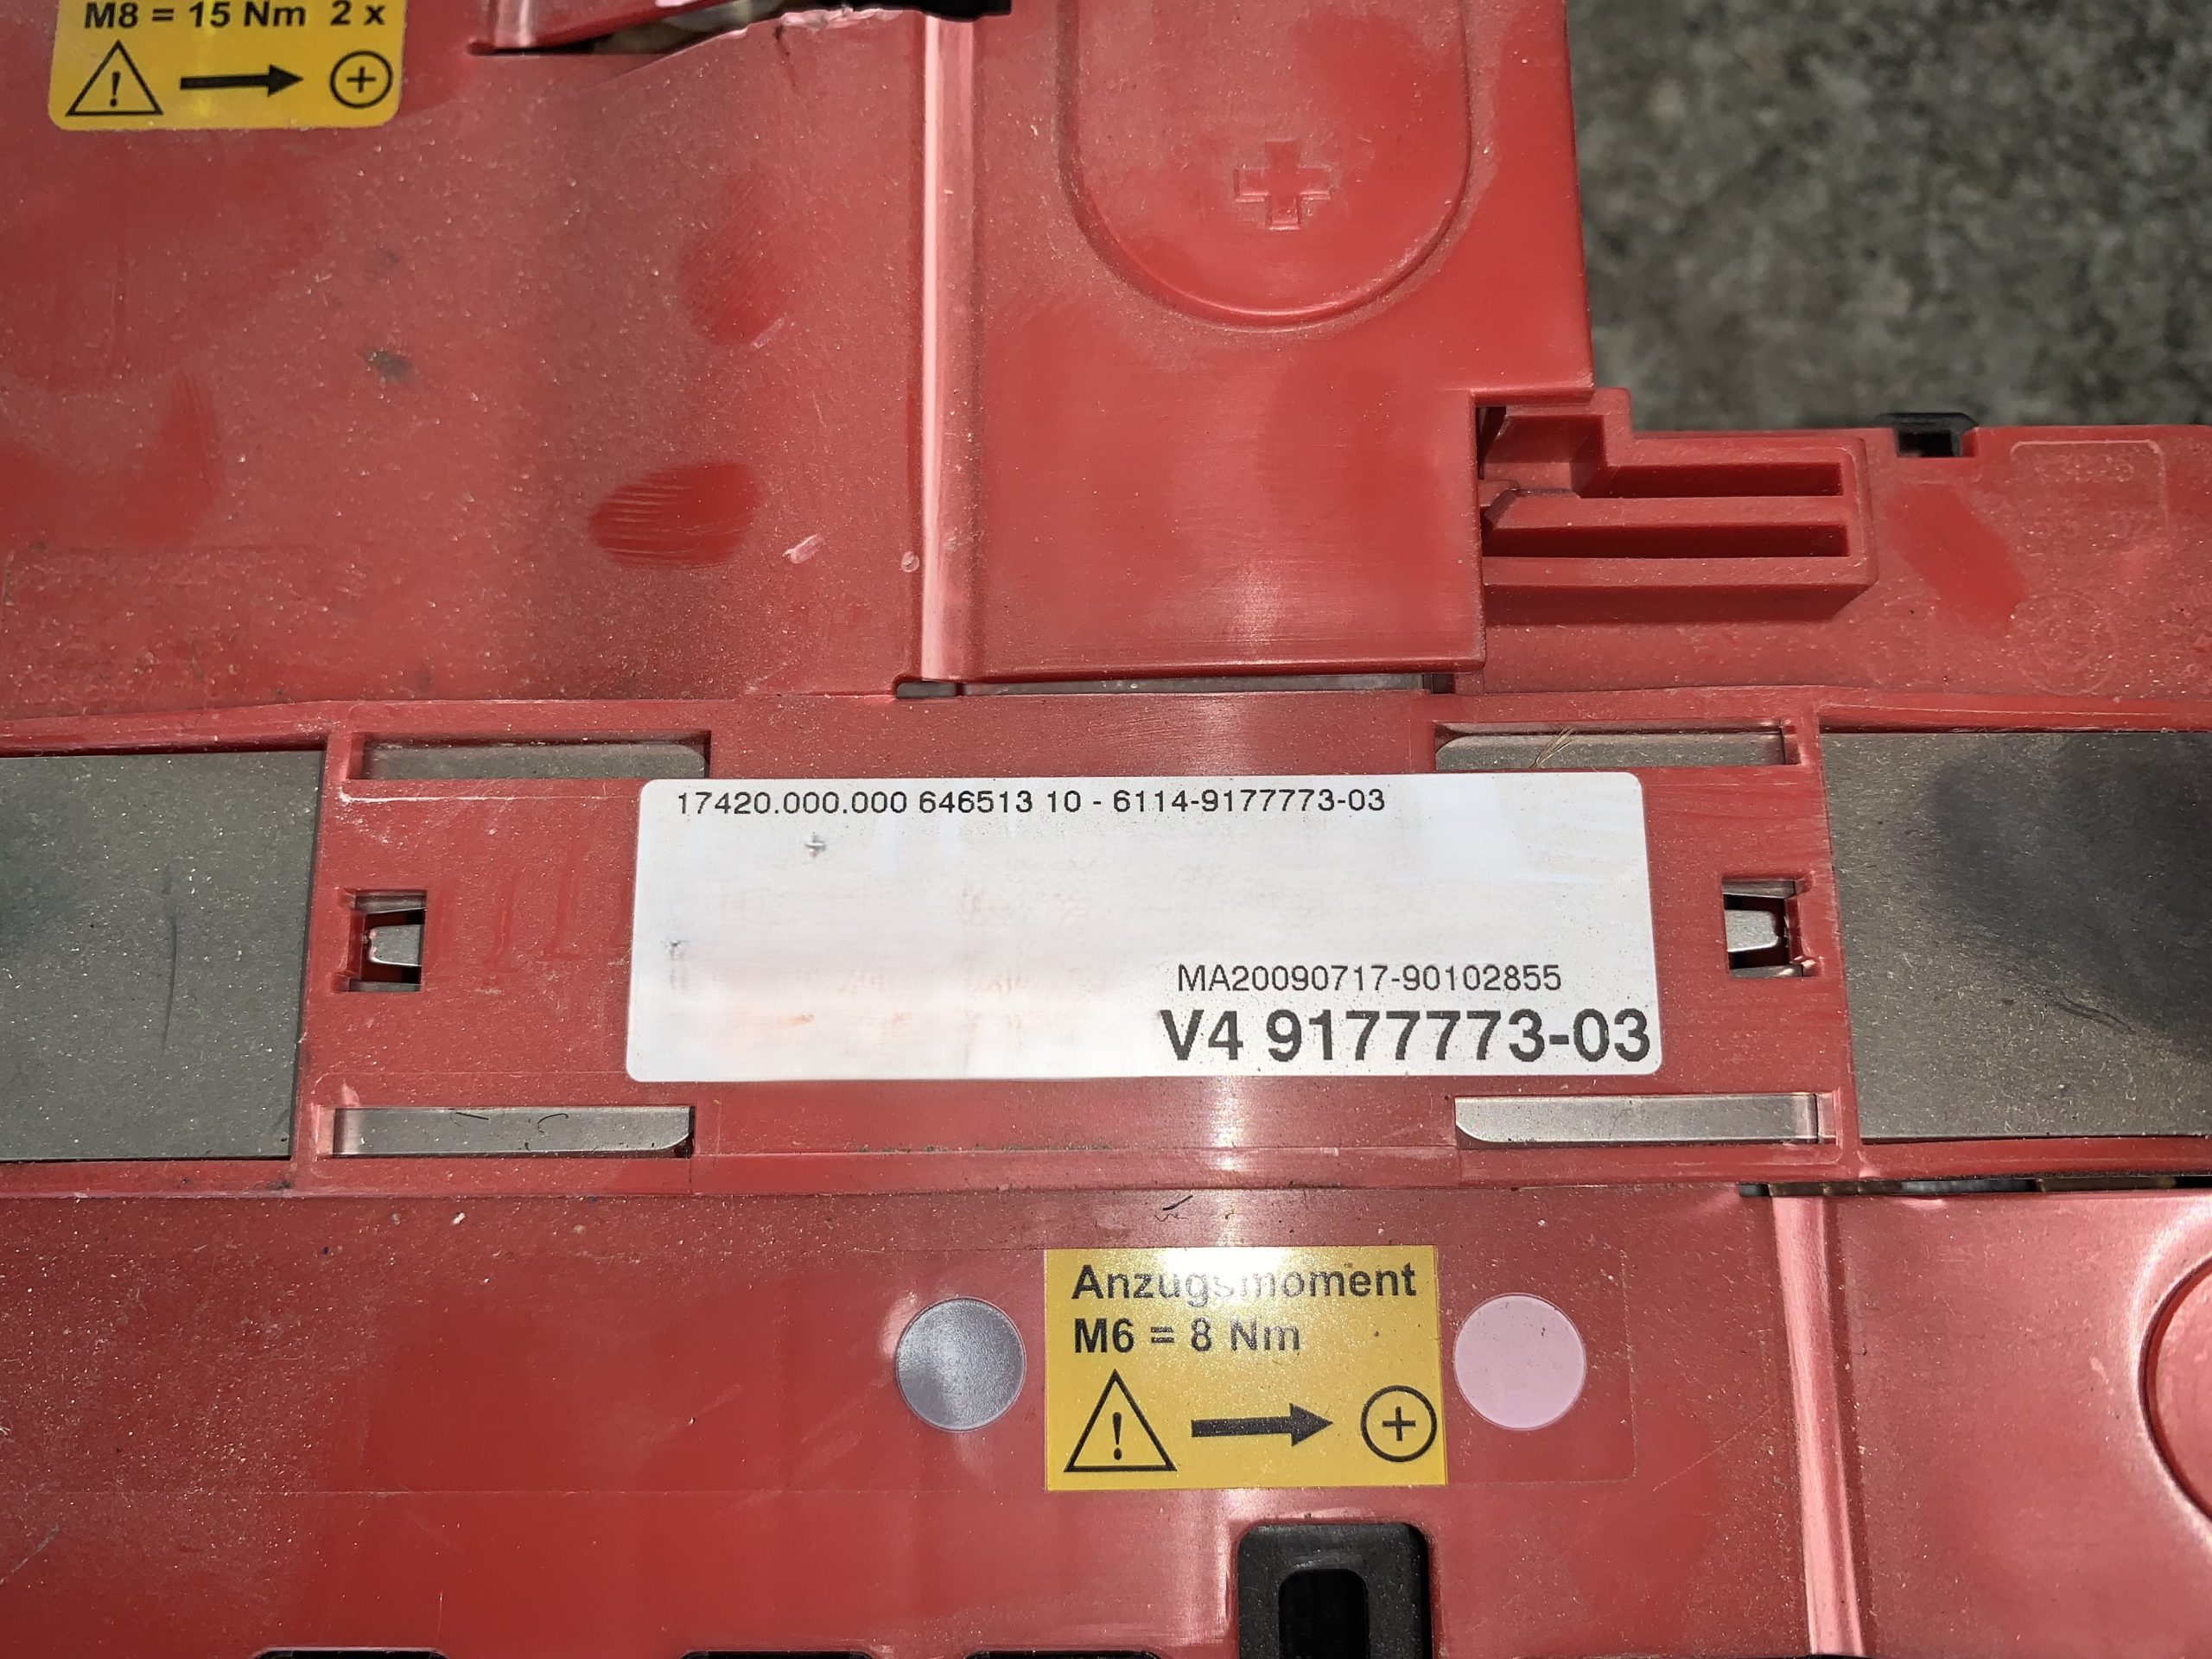 M8 = 15 Nm 2 x
17420.000.000 646513 10 - 6114-9177773-03
MA20090717-90102855
V4 9177773-03
Anzugsmoment
M6 = 8 Nm